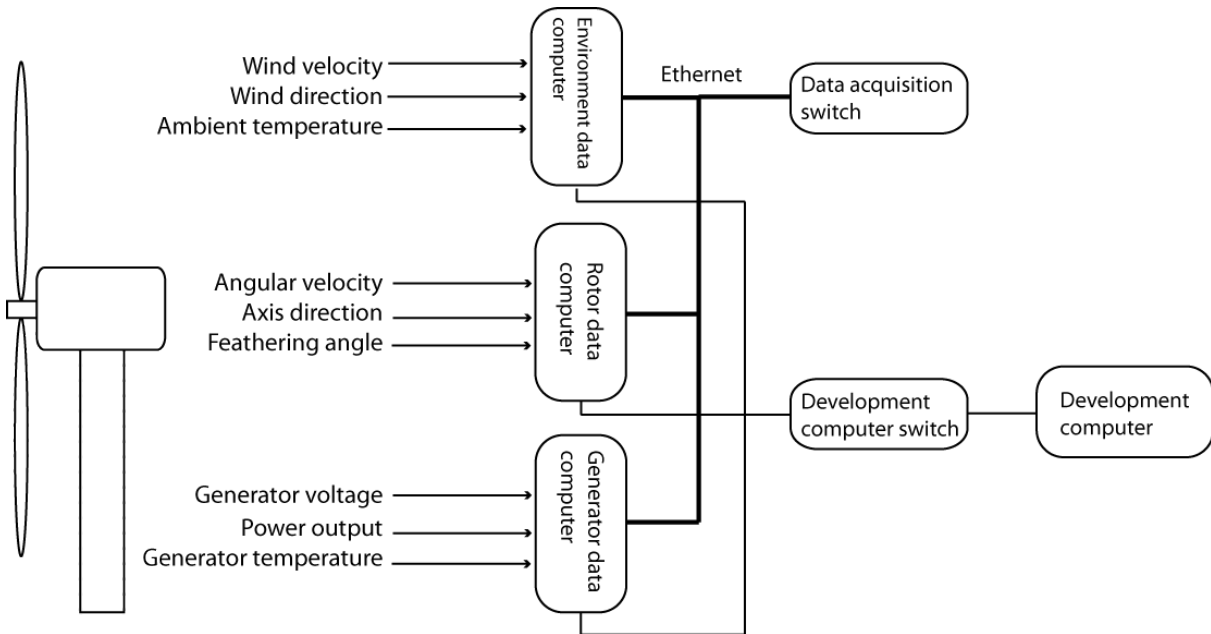 Wind velocity
Wind direction
Ambient temperature
Environment data
computer
Ethernet
Data acquisition
switch
Angular velocity
Axis direction
Feathering angle
Rotor data
computer
Development
computer switch
Development
computer
Generator voltage
Power output
Generator temperature
Generator data
computer